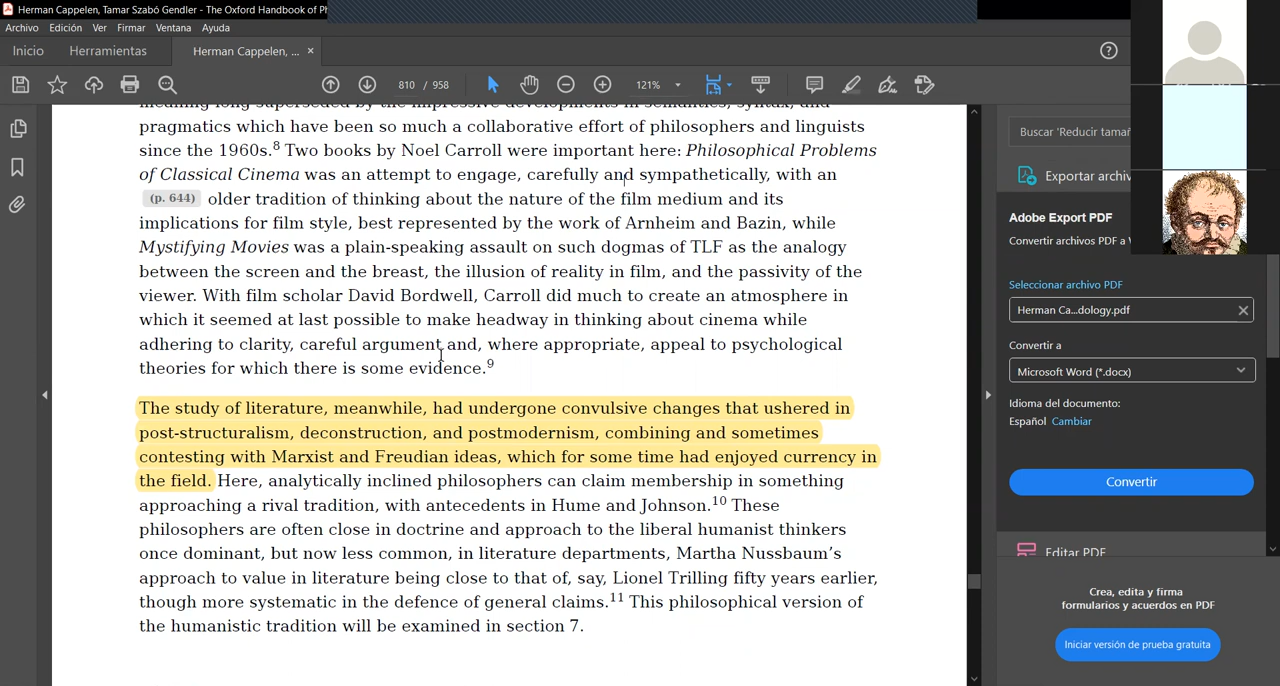 Herman Cappelen, Tamar Szabó Gendler - The Oxford Handbook of Ph
Archivo Edición Ver Firmar Ventana Ayuda
Inicio Herramientas Herman Cappelen, ... ×
810 / 958 121%
pragmatics which have been so much a collaborative effort of philosophers and linguists
since the 1960s.8 Two books by Noel Carroll were important here: Philosophical Problems
of Classical Cinema was an attempt to engage, carefully and sympathetically, with an
(p. 644) older tradition of thinking about the nature of the film medium and its
implications for film style, best represented by the work of Arnheim and Bazin, while
Mystifying Movies was a plain-speaking assault on such dogmas of TLF as the analogy
between the screen and the breast, the illusion of reality in film, and the passivity of the
viewer. With film scholar David Bordwell, Carroll did much to create an atmosphere in
which it seemed at last possible to make headway in thinking about cinema while
adhering to clarity, careful argument and, where appropriate, appeal to psychological
theories for which there is some evidence.9
The study of literature, meanwhile, had undergone convulsive changes that ushered in
post-structuralism, deconstruction, and postmodernism, combining and sometimes
contesting with Marxist and Freudian ideas, which for some time had enjoyed currency in
the field. Here, analytically inclined philosophers can claim membership in something
approaching a rival tradition, with antecedents in Hume and Johnson.10 These
philosophers are often close in doctrine and approach to the liberal humanist thinkers
once dominant, but now less common, in literature departments, Martha Nussbaum's
approach to value in literature being close to that of, say, Lionel Trilling fifty years earlier,
though more systematic in the defence of general claims.11 This philosophical version of
the humanistic tradition will be examined in section 7.
Buscar 'Reducir tamañ
Exportar archiv
Adobe Export PDF
Convertir archivos PDF a
Seleccionar archivo PDF
Herman Ca...dology.pdf
Convertir a
Microsoft Word (*.docx)
Idioma del documento:
Español Cambiar
Convertir
Editar PDF
Crea, edita y firma
formularios y acuerdos en PDF
Iniciar versión de prueba gratuita